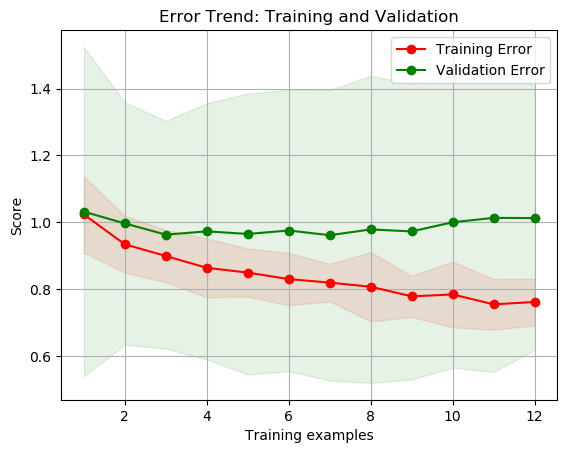 Error Trend: Training and Validation
Training Error
Validation Error
Score
1.4
1.2
1.0
0.8
0.6
2 4 6 8 10 12
Training examples